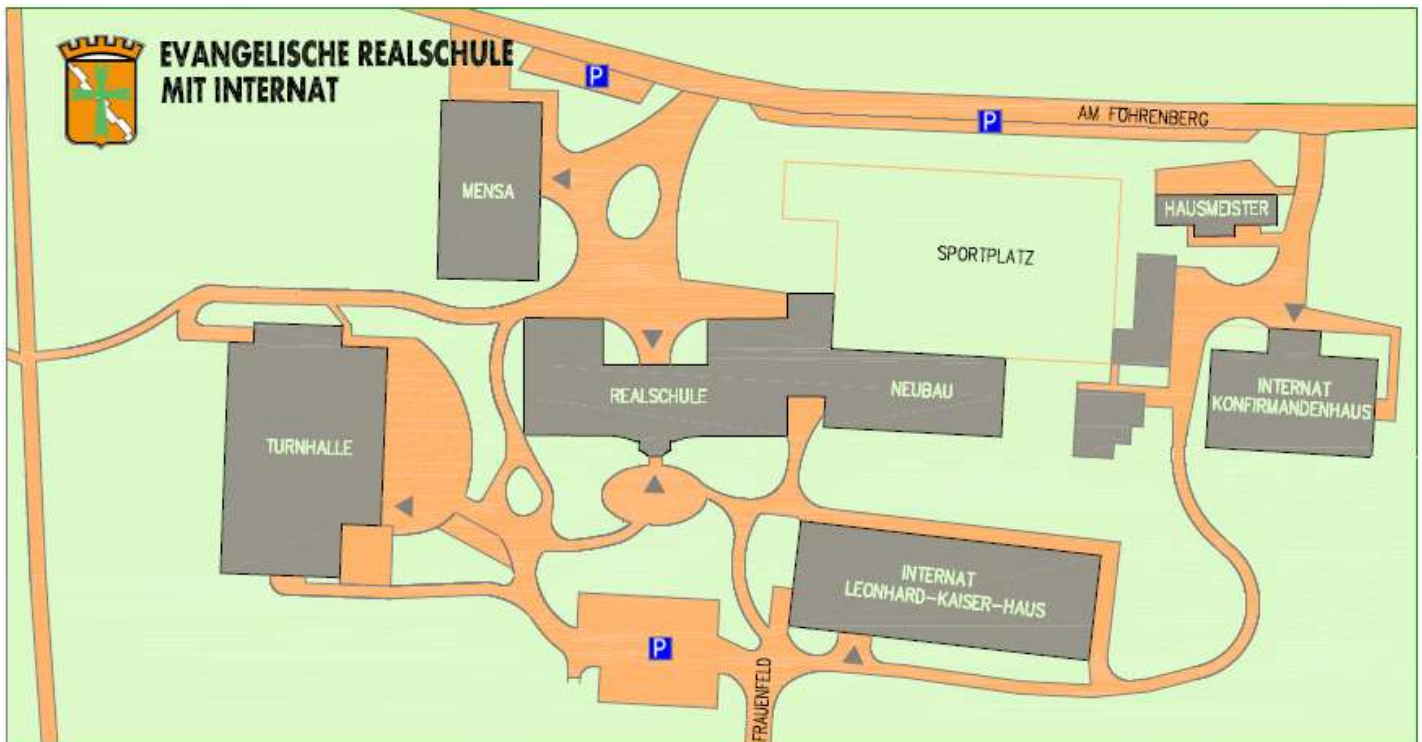 EVANGELISCHE REALSCHULE
MIT INTERNAT
P
P
AM FÖHRENBERG
MENSA
HAUSMEISTER
SPORTPLATZ
REALSCHULE
NEUBAU
INTERNAT
KONFIRMANDENHAUS
TURNHALLE
INTERNAT
LEONHARD-KAISER-HAUS
P
FRAUENFELD